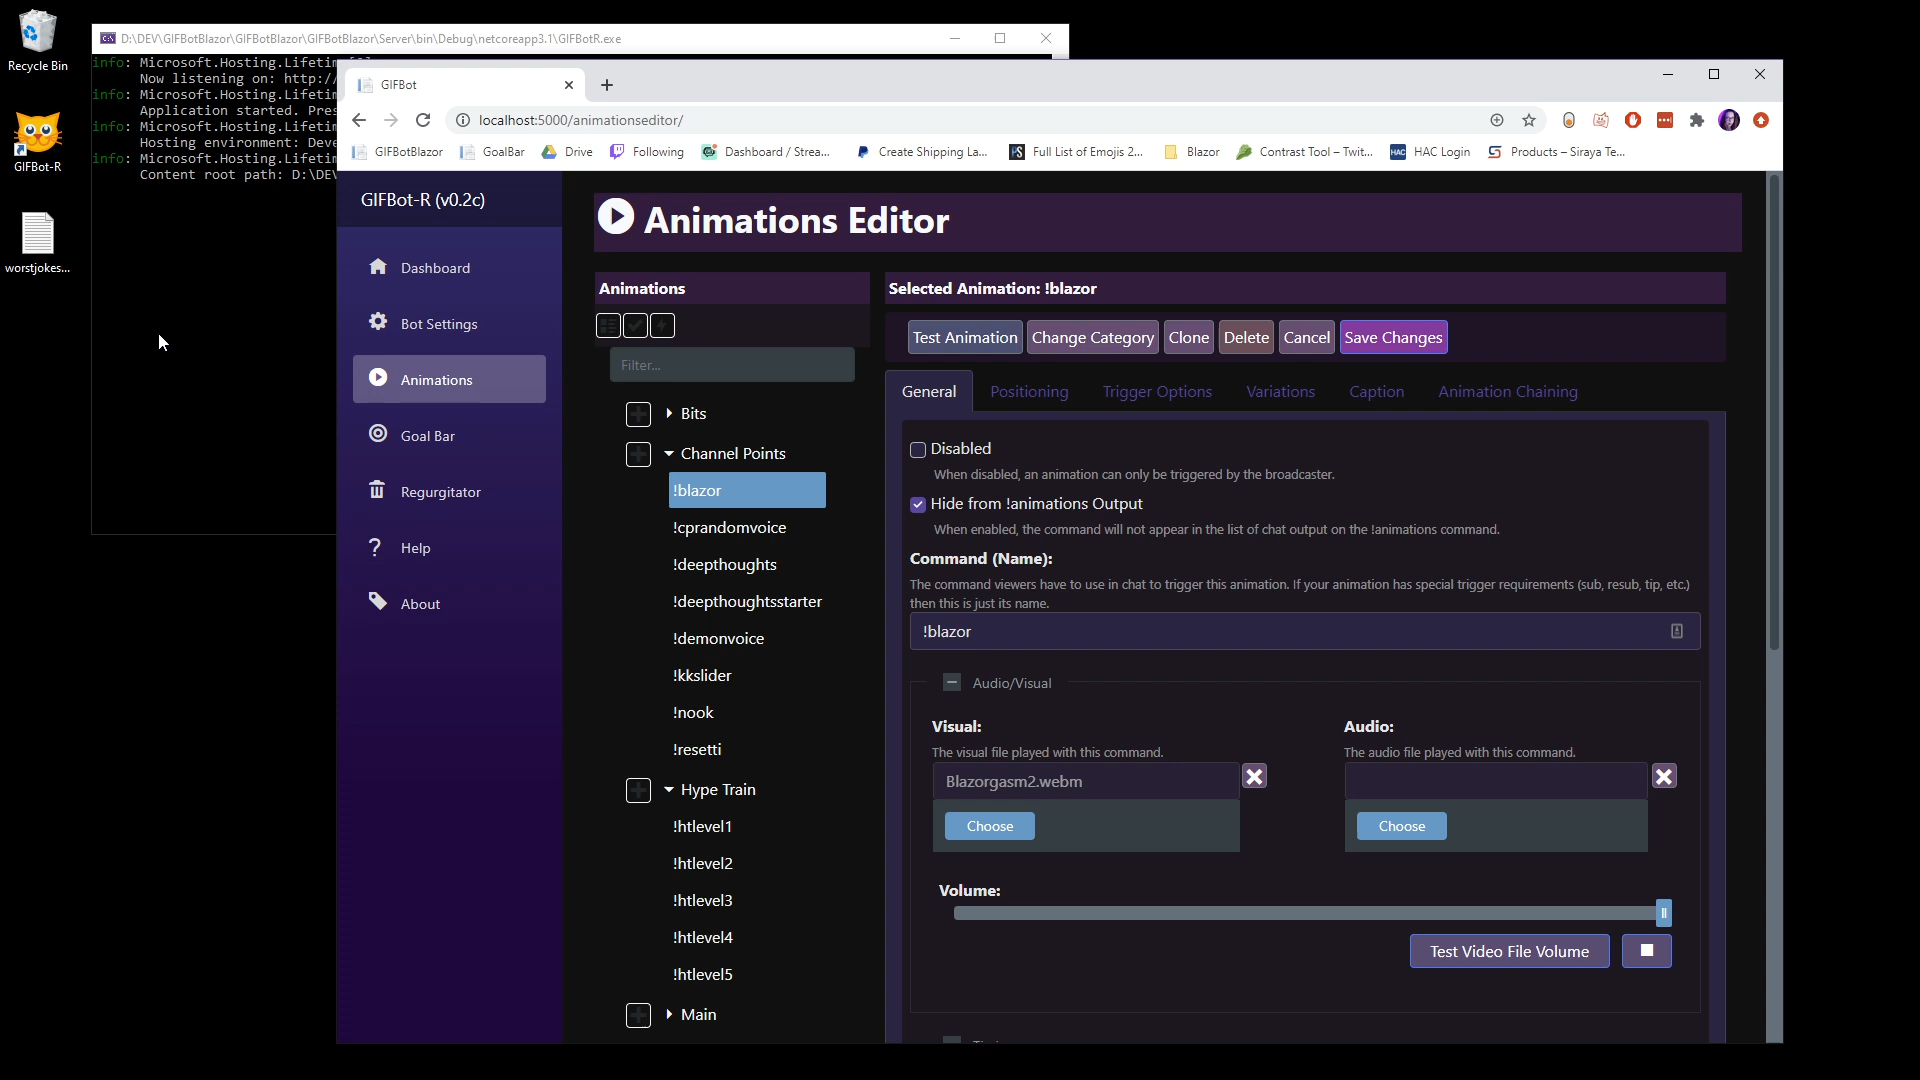 Recycle Bin
GIFBot-R
worstjokes...
D:\DEV\GIFBotBlazor\GIFBotBlazor\GIFBotBlazor\Server\bin\Debug\netcoreapp3.1\GIFBotR.exe
info: Microsoft.Hosting.Lifetim
Now listening on: http:/
info: Microsoft.Hosting.Lifetim
Application started. Pres
info: Microsoft.Hosting.Lifetim
Hosting environment: Deve
info: Microsoft.Hosting.Lifetim
Content root path: D:\DEV
GIFBot
localhost:5000/animationseditor/
GIFBotBlazor
GoalBar
Drive
Following
Dashboard / Strea...
Create Shipping La...
Full List of Emojis 2...
Blazor
Contrast Tool – Twit...
HAC Login
Products – Siraya Te...
GIFBot-R (v0.2c)
Dashboard
Bot Settings
Animations
Goal Bar
Regurgitator
Help
About
Animations Editor
Animations
Filter...
Bits
Channel Points
!blazor
!cprandomvoice
!deepthoughts
!deepthoughtsstarter
!demonvoice
!kkslider
!nook
!resetti
Hype Train
!htlevel1
!htlevel2
!htlevel3
!htlevel4
!htlevel5
Main
Selected Animation: !blazor
Test Animation Change Category Clone Delete Cancel Save Changes
General Positioning Trigger Options Variations Caption Animation Chaining
Disabled
When disabled, an animation can only be triggered by the broadcaster.
Hide from !animations Output
When enabled, the command will not appear in the list of chat output on the !animations command.
Command (Name):
The command viewers have to use in chat to trigger this animation. If your animation has special trigger requirements (sub, resub, tip, etc.)
then this is just its name.
!blazor
Audio/Visual
Visual:
The visual file played with this command.
Blazorgasm2.webm
Choose
Audio:
The audio file played with this command.
Choose
Volume:
Test Video File Volume